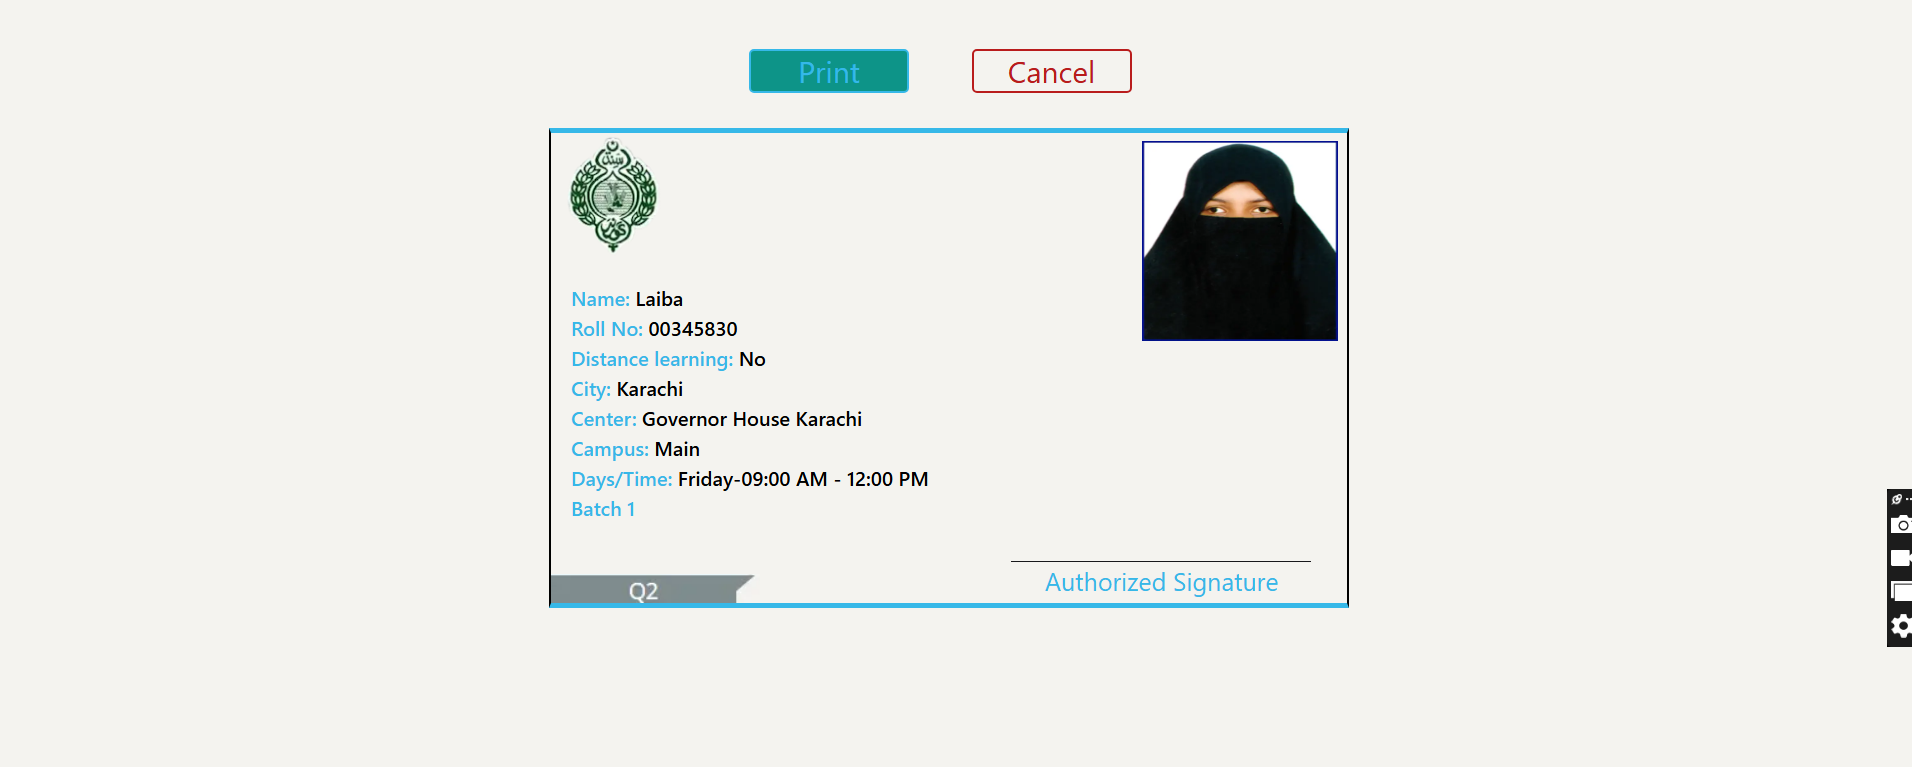 Print
Cancel
Name: Laiba
Roll No: 00345830
Distance learning: No
City: Karachi
Center: Governor House Karachi
Campus: Main
Days/Time: Friday-09:00 AM - 12:00 PM
Batch 1
Authorized Signature
Q2